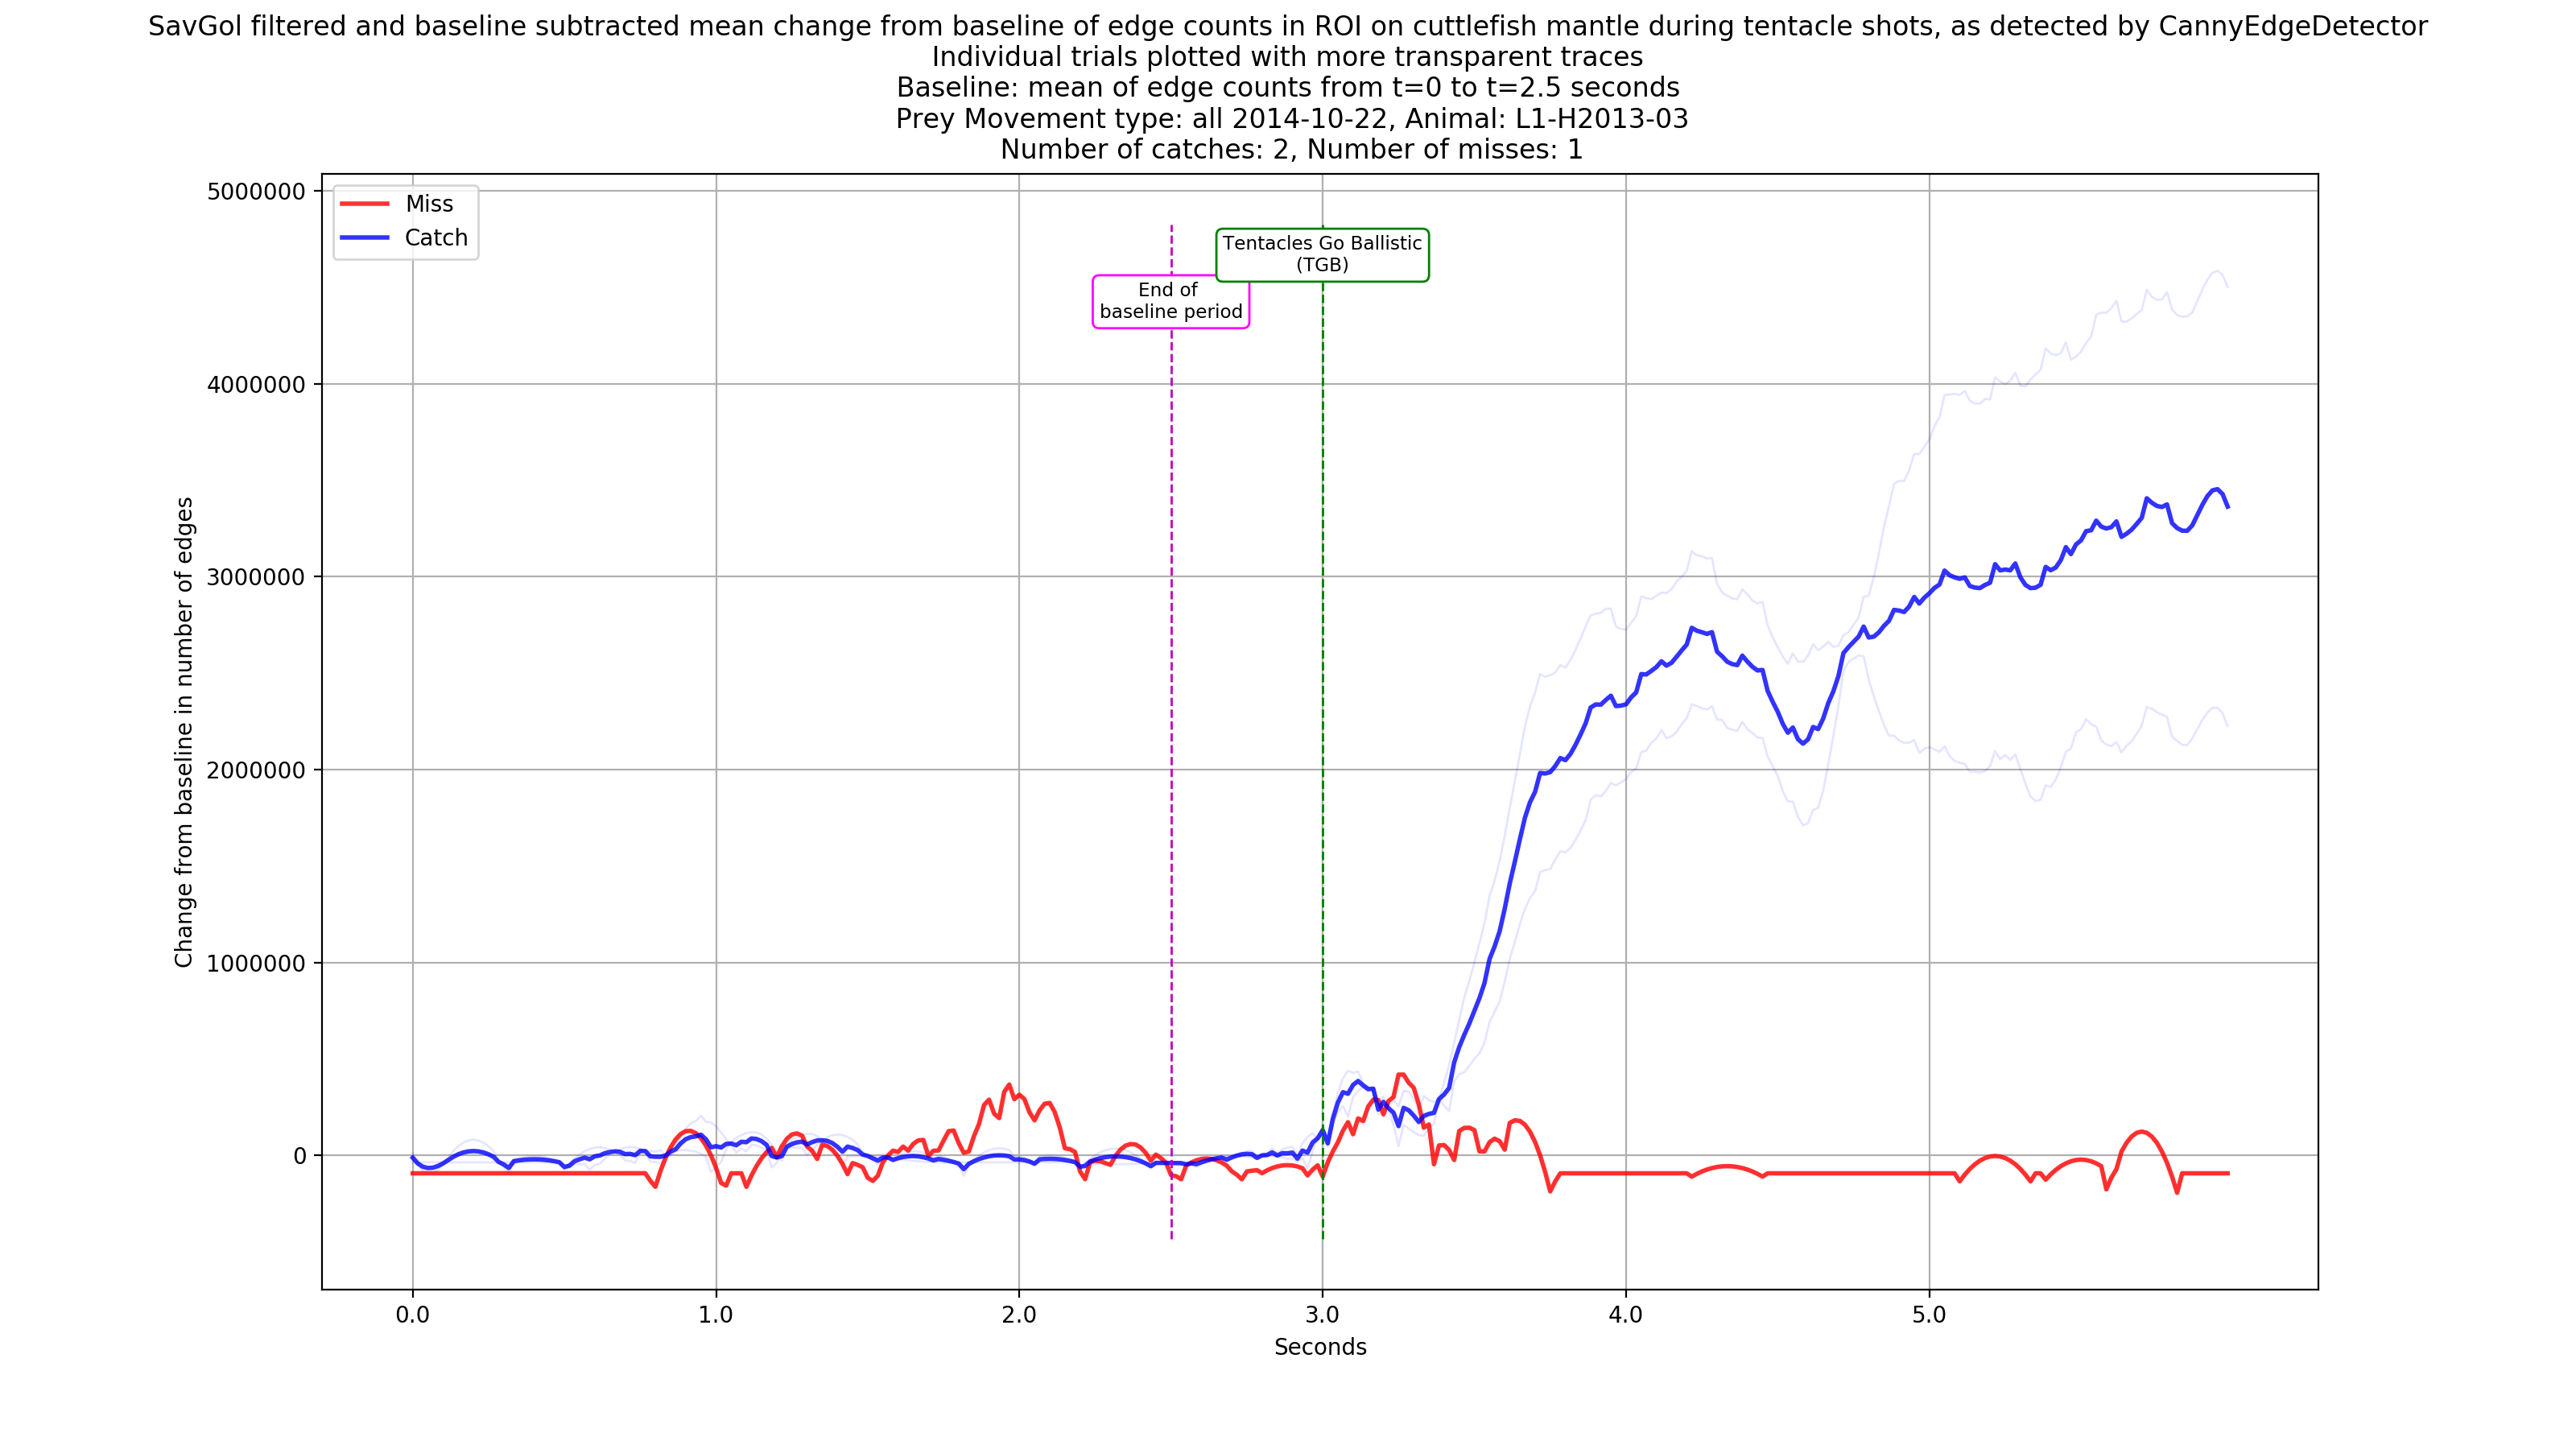 SavGol filtered and baseline subtracted mean change from baseline of edge counts in ROI on cuttlefish mantle during tentacle shots, as detected by CannyEdgeDetector
Individual trials plotted with more transparent traces
Baseline: mean of edge counts from t=0 to t=2.5 seconds
Prey Movement type: all 2014-10-22, Animal: L1-H2013-03
Number of catches: 2, Number of misses: 1
Miss
Catch
Tentacles Go Ballistic
(TGB)
End of
baseline period
Change from baseline in number of edges
5000000
4000000
3000000
2000000
1000000
0
0.0
1.0
2.0
3.0
4.0
5.0
Seconds